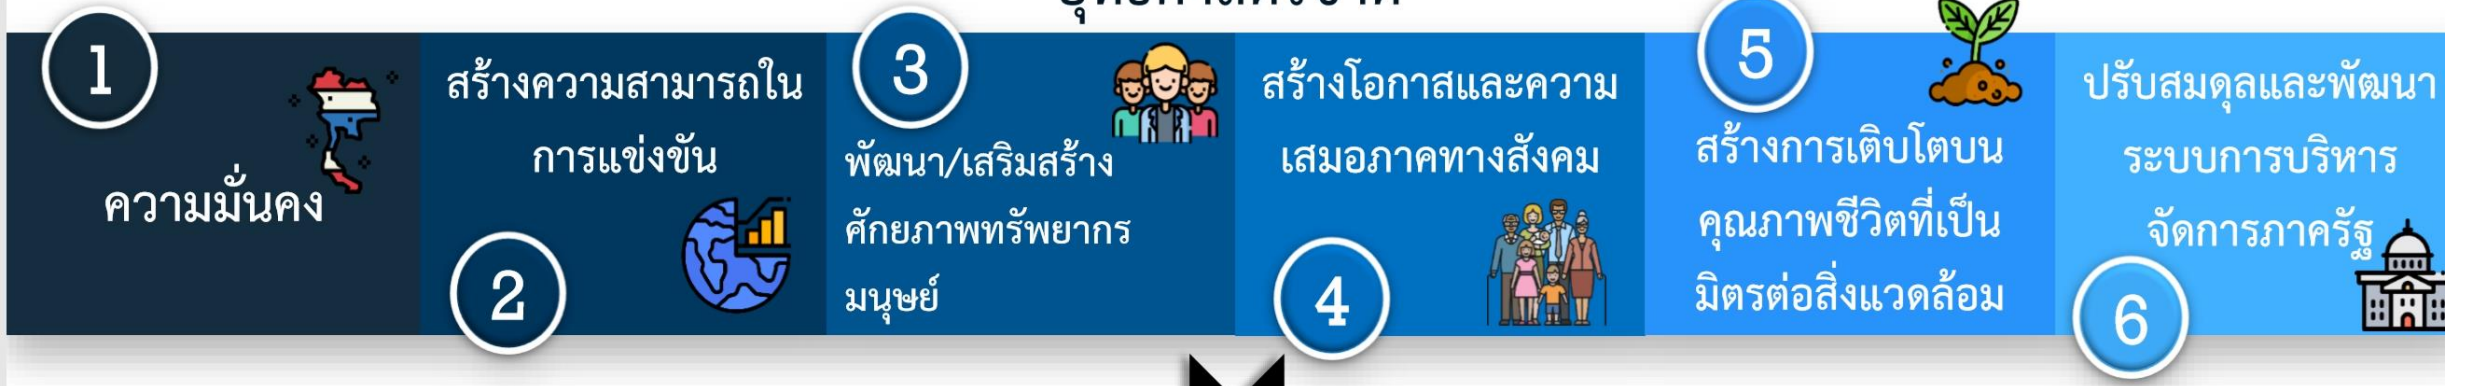 1
ความมั่นคง
สร้างความสามารถใน
การแข่งขัน
2
3
พัฒนา/เสริมสร้าง
ศักยภาพทรัพยากร
มนุษย์
สร้างโอกาสและความ
เสมอภาคทางสังคม
4
5
สร้างการเติบโตบน
คุณภาพชีวิตที่เป็น
มิตรต่อสิ่งแวดล้อม
ปรับสมดุลและพัฒนา
ระบบการบริหาร
จัดการภาครัฐ
6